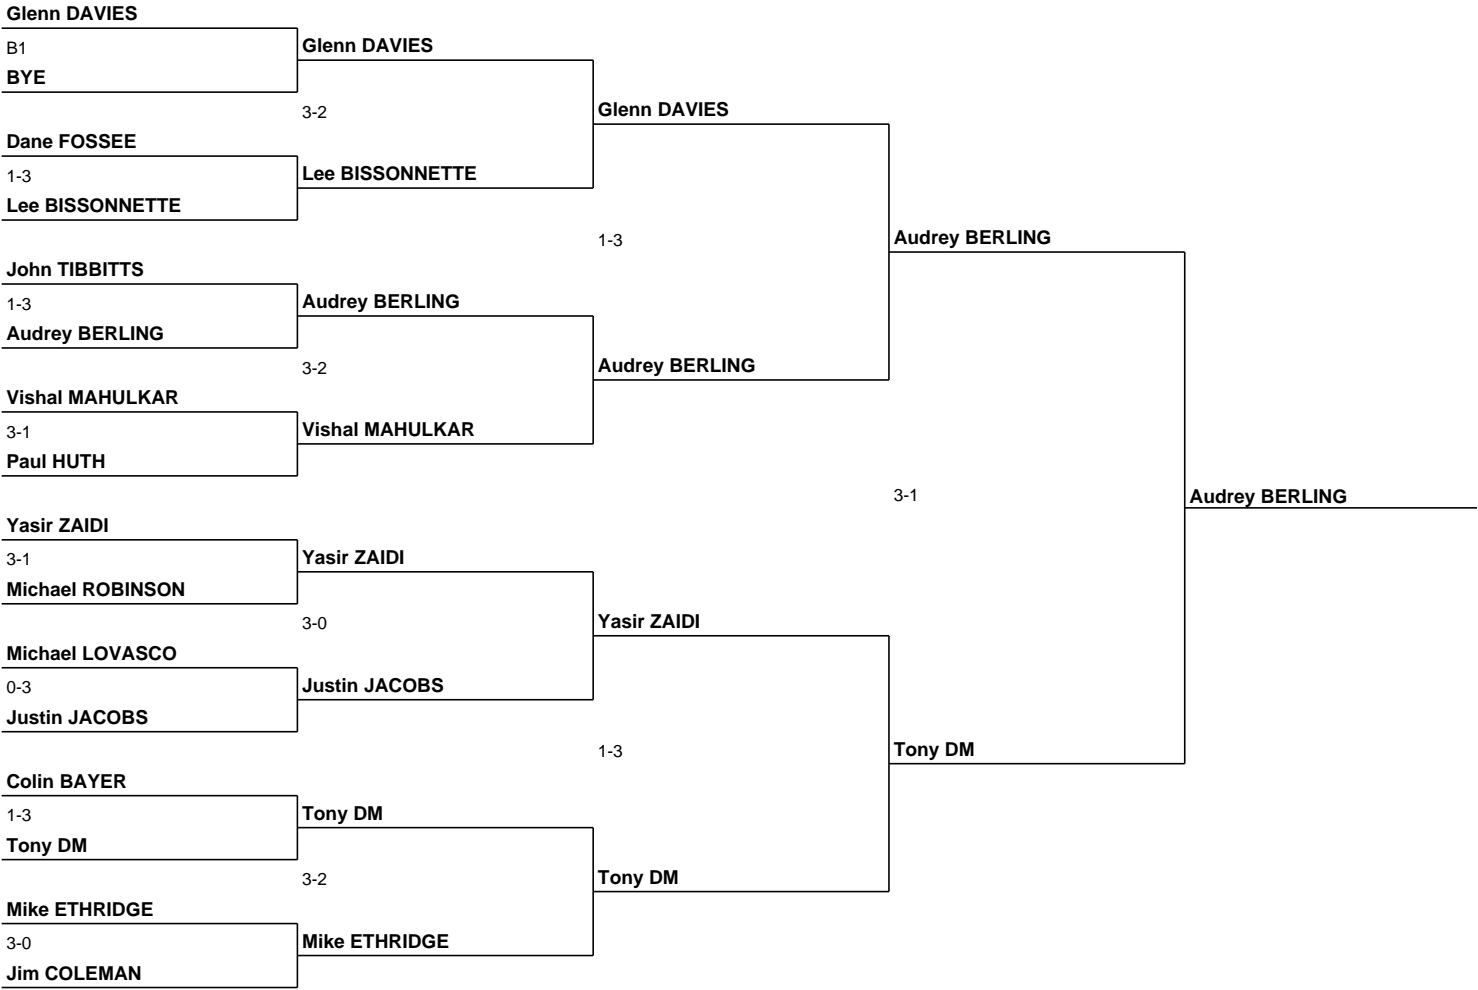 Glenn DAVIES
B1
BYE
Glenn DAVIES
3-2
Glenn DAVIES
Dane FOSSEE
1-3
Lee BISSONNETTE
Lee BISSONNETTE
1-3
Audrey BERLING
John TIBBITTS
1-3
Audrey BERLING
Audrey BERLING
3-2
Audrey BERLING
Vishal MAHULKAR
3-1
Paul HUTH
Vishal MAHULKAR
3-1
Audrey BERLING
Yasir ZAIDI
3-1
Michael ROBINSON
Yasir ZAIDI
3-0
Yasir ZAIDI
Michael LOVASCO
0-3
Justin JACOBS
Justin JACOBS
1-3
Tony DM
Colin BAYER
1-3
Tony DM
Tony DM
3-2
Tony DM
Mike ETHRIDGE
3-0
Jim COLEMAN
Mike ETHRIDGE